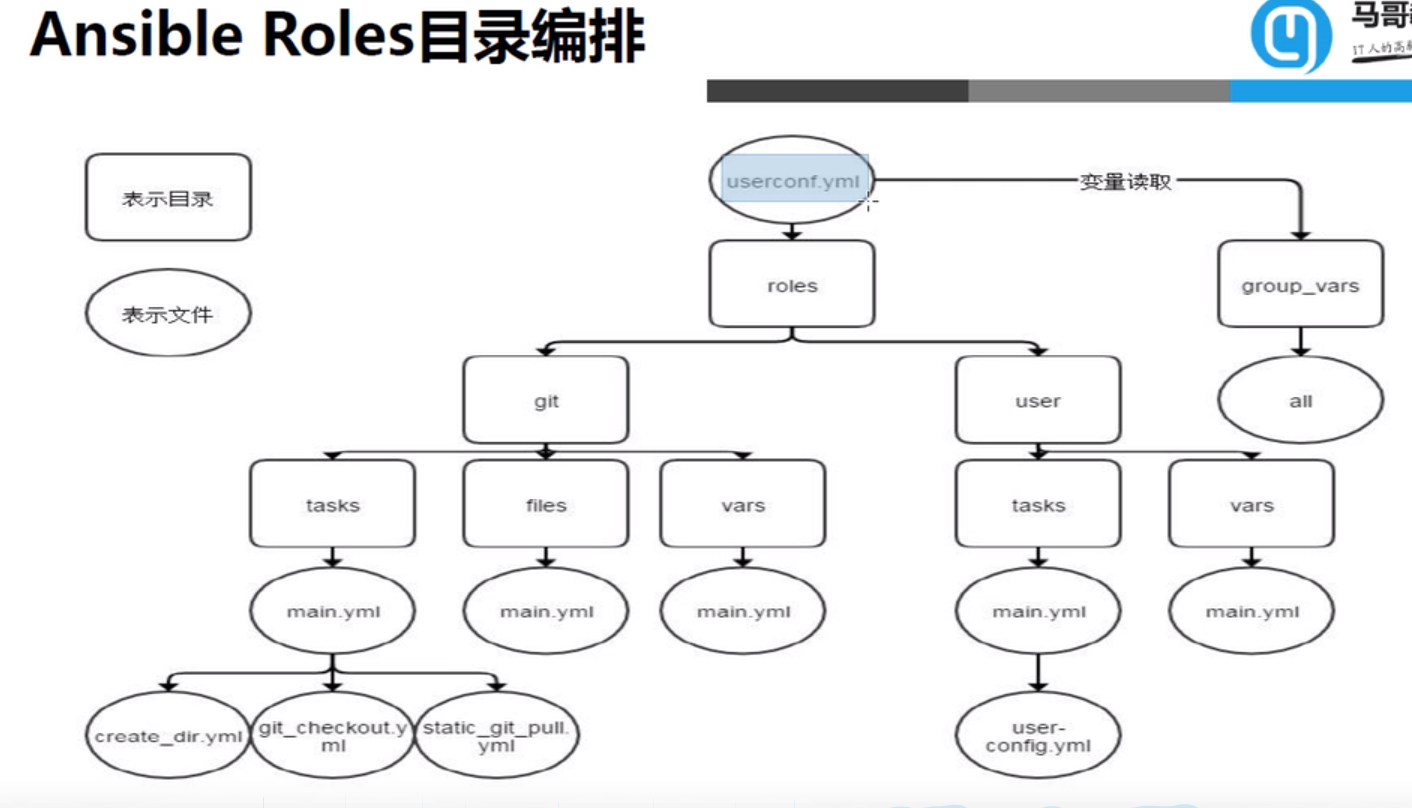 Ansible Roles目录编排
马哥
IT人的高
表示目录
表示文件
userconf.yml
变量读取
roles
group_vars
git
user
all
tasks
files
vars
tasks
vars
main.yml
main.yml
main.yml
main.yml
main.yml
create_dir.yml
git_checkout.y
ml
static_git_pull.
yml
user-
config.yml